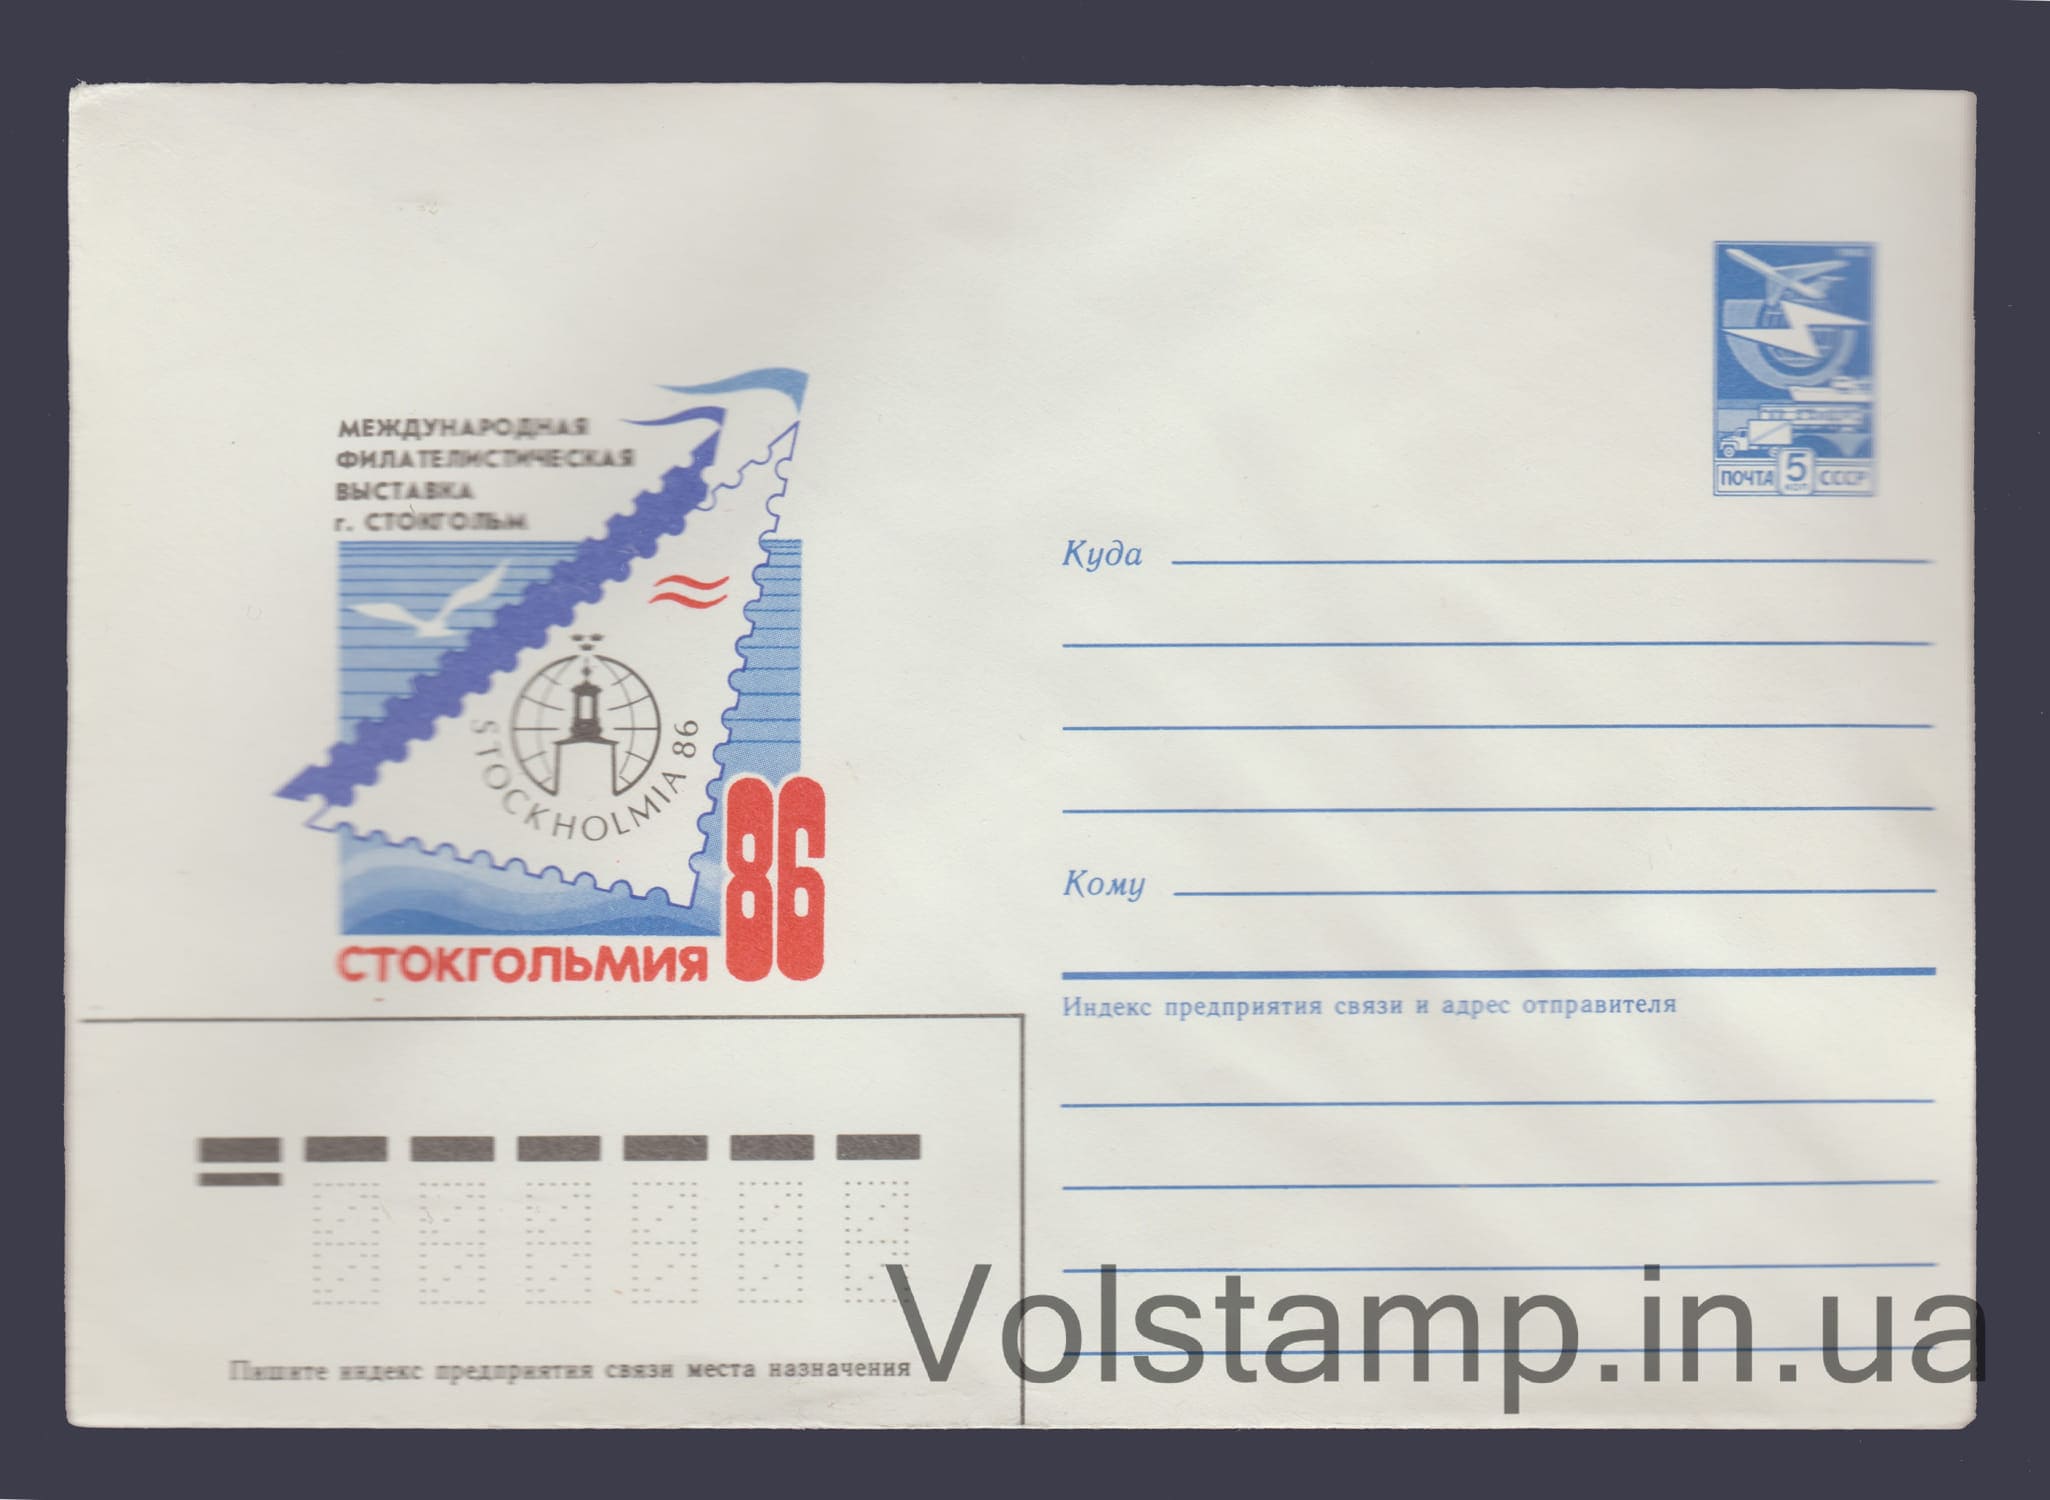 МЕЖДУНАРОДНАЯ
ФИЛАТЕЛИСТИЧЕСКАЯ
ВЫСТАВКА
г. СТОКГОЛЬМ
STOCKHOLMIA 86
86
СТОКГОЛЬМИЯ
ПОЧТА 5 КОП СССР
Куда
Кому
Индекс предприятия связи и адрес отправителя
Пишите индекс предприятия связи места назначения
Volstamp.in.ua